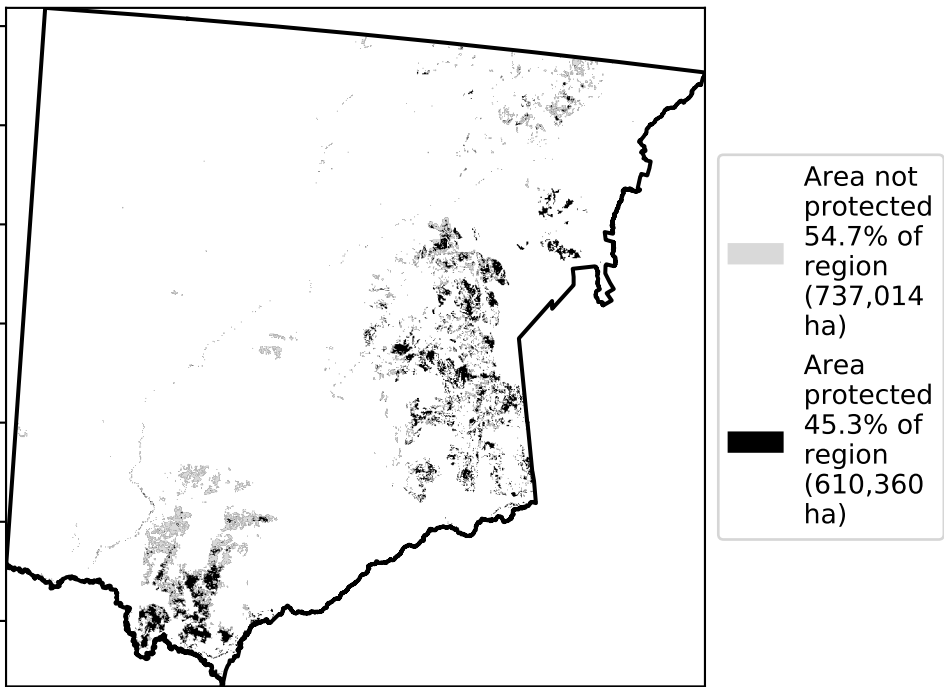 Area not
protected
54.7% of
region
(737,014
ha)
Area
protected
45.3% of
region
(610,360
ha)